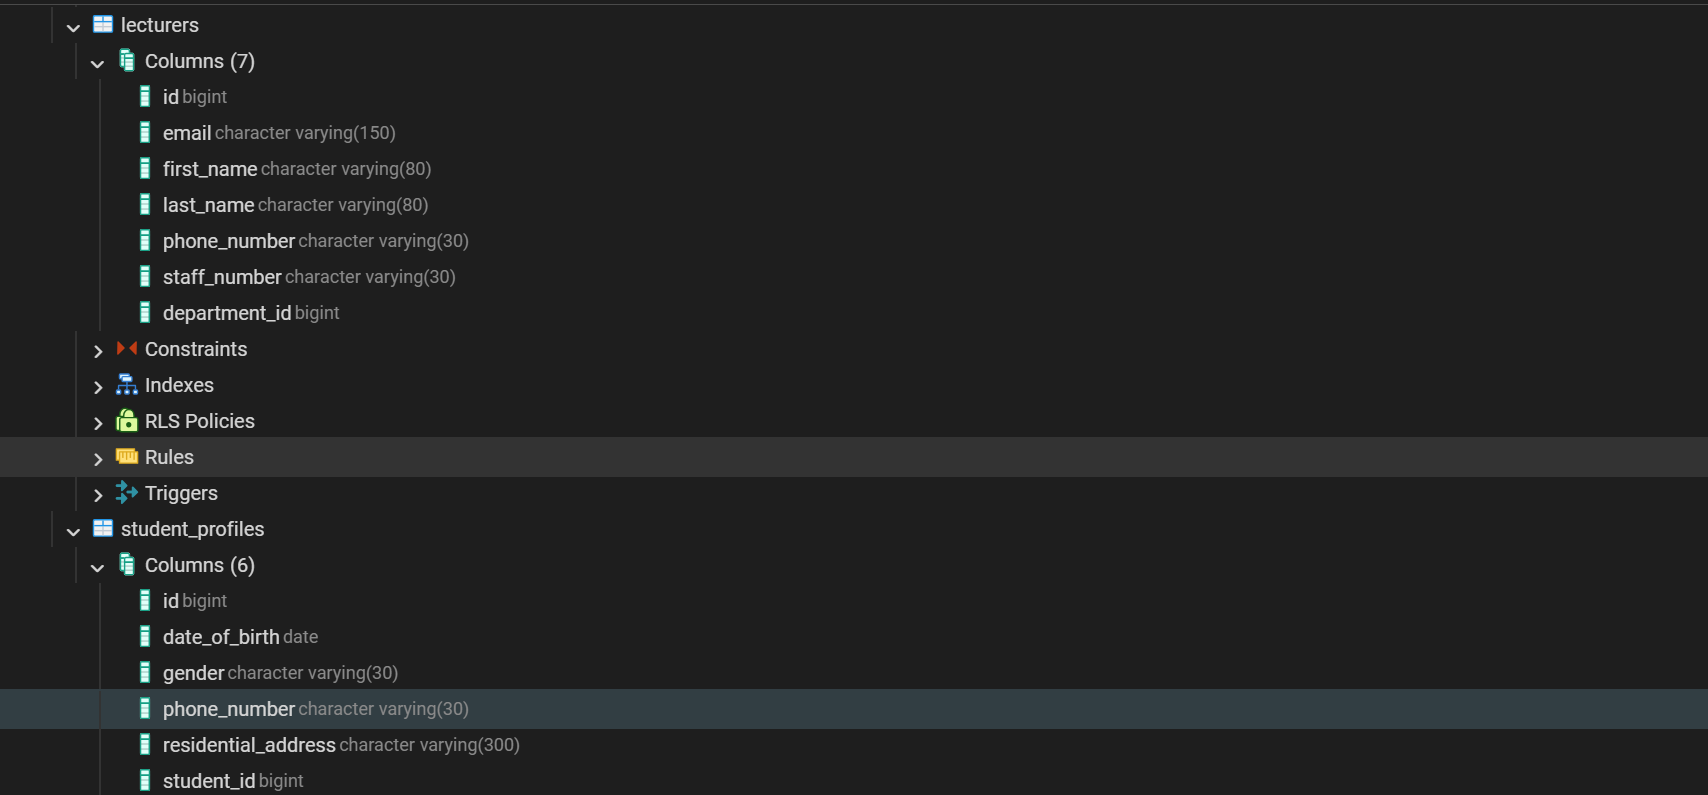 lecturers
Columns (7)
id bigint
email character varying(150)
first_name character varying(80)
last_name character varying(80)
phone_number character varying(30)
staff_number character varying(30)
department_id bigint
Constraints
Indexes
RLS Policies
Rules
Triggers
student_profiles
Columns (6)
id bigint
date_of_birth date
gender character varying(30)
phone_number character varying(30)
residential_address character varying(300)
student_id bigint